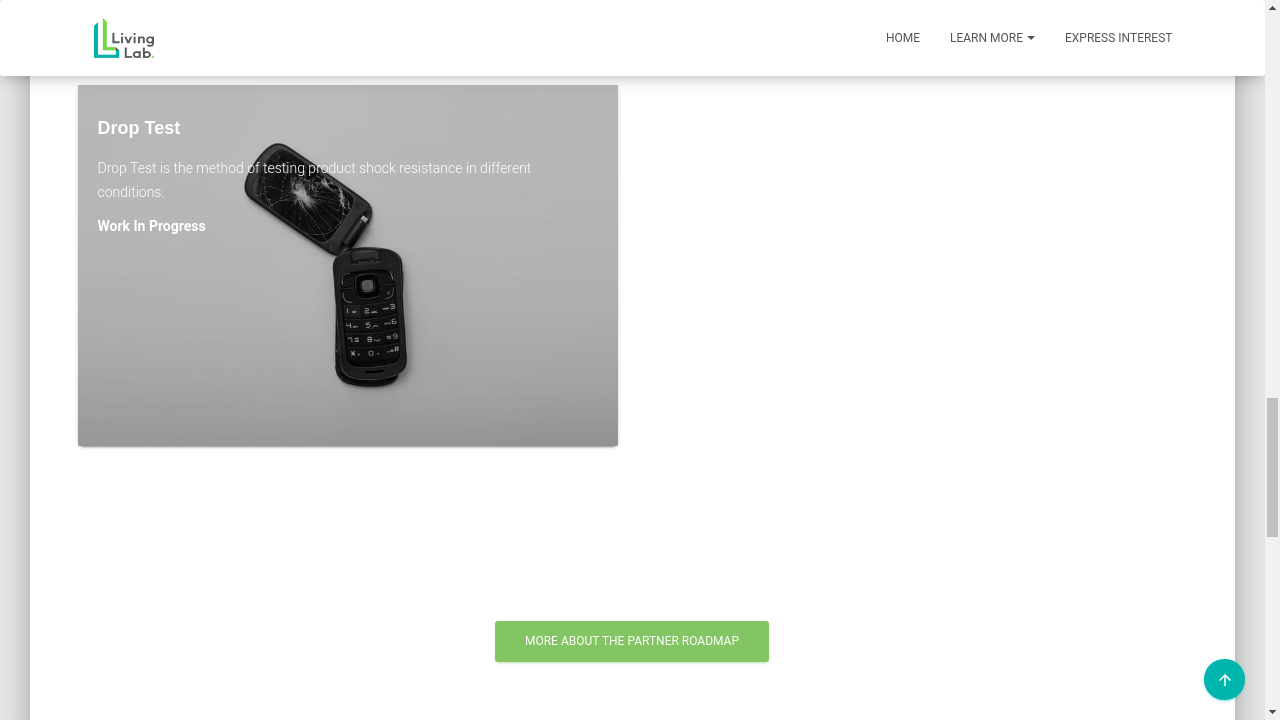 Living
Lab.
HOME
LEARN MORE
EXPRESS INTEREST
Drop Test
Drop Test is the method of testing product shock resistance in different
conditions.
Work In Progress
MORE ABOUT THE PARTNER ROADMAP